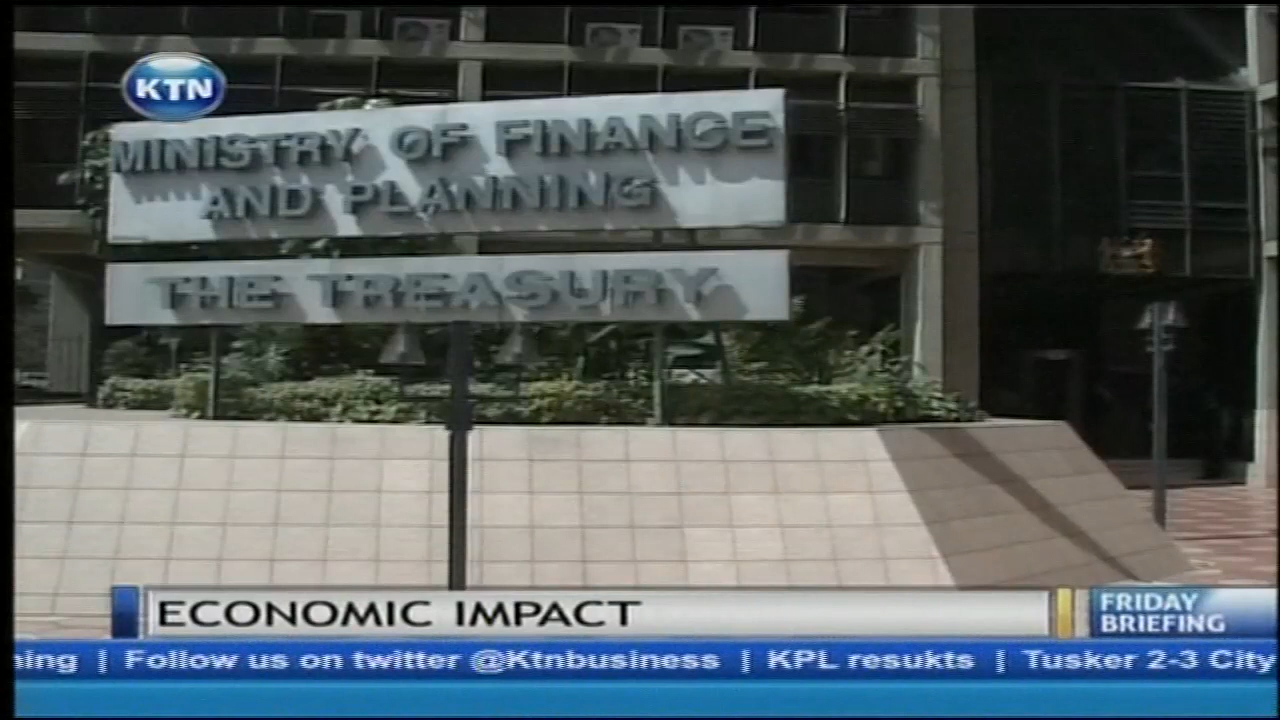 KTN
MINISTRY OF FINANCE
AND PLANNING
THE TREASURY
ECONOMIC IMPACT
FRIDAY
BRIEFING
ning | Follow us on twitter @Ktnbusiness | KPL resukts | Tusker 2-3 City